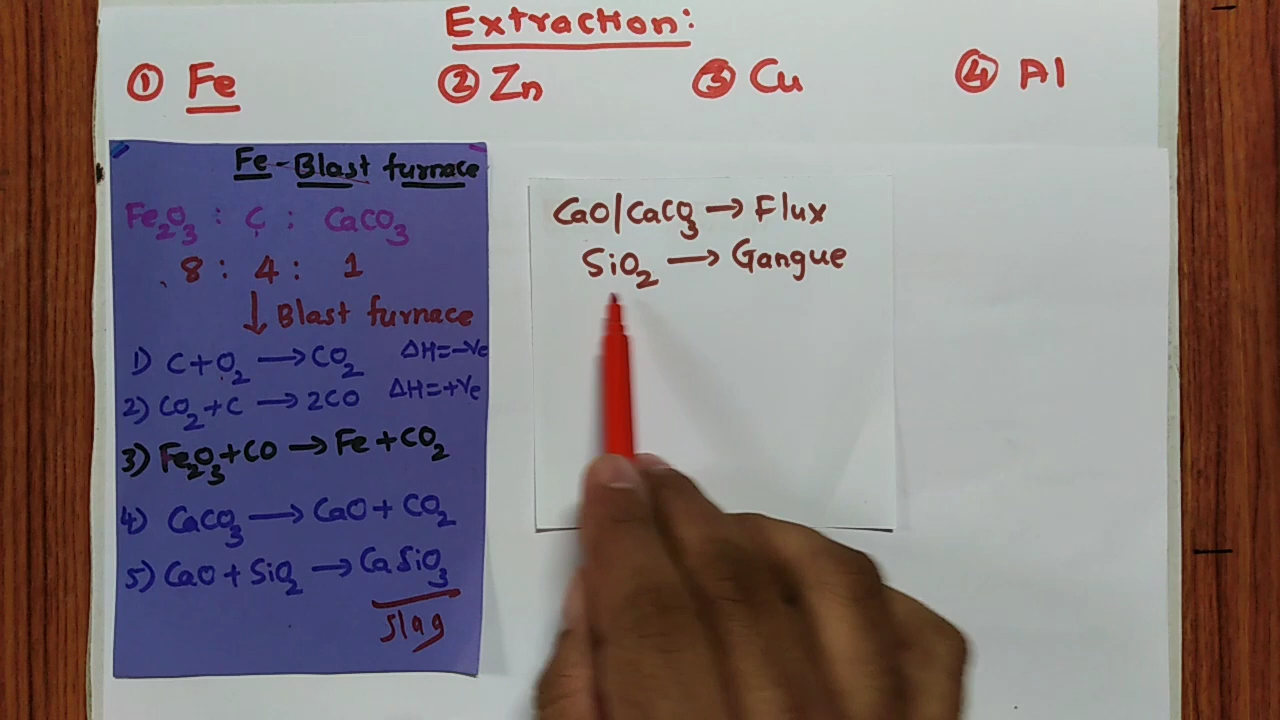 Extraction:
① Fe ② Zn ③ Cu ④ Al
Fe - Blast furnace
Fe₂O₃ : C : CaCO₃
8 : 4 : 1
↓ Blast furnace
1) C + O₂ → CO₂ ΔH = -Ve
2) CO₂ + C → 2CO ΔH = +Ve
3) Fe₂O₃ + CO → Fe + CO₂
4) CaCO₃ → CaO + CO₂
5) CaO + SiO₂ → CaSiO₃
Slag
CaO/CaCO₃ → Flux
SiO₂ → Gangue